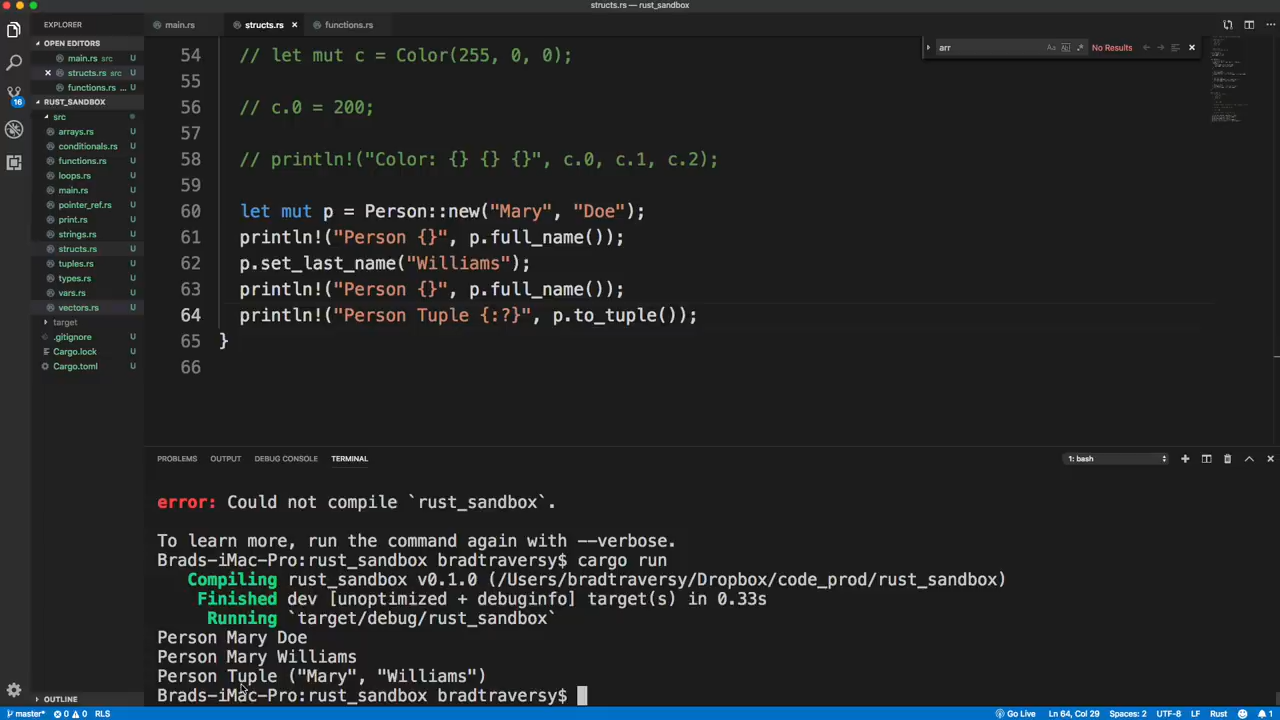 structs.rs — rust_sandbox
EXPLORER
main.rs
structs.rs
functions.rs
OPEN EDITORS
main.rs src
structs.rs src
functions.rs ...
U
U
U
16
RUST_SANDBOX
src
arrays.rs U
conditionals.rs U
functions.rs U
loops.rs U
main.rs U
pointer_ref.rs U
print.rs U
strings.rs U
structs.rs U
tuples.rs U
types.rs U
vars.rs U
vectors.rs U
target
.gitignore U
Cargo.lock U
Cargo.toml U
OUTLINE
arr
No Results
54 // let mut c = Color(255, 0, 0);
55
56 // c.0 = 200;
57
58 // println!("Color: {} {} {}", c.0, c.1, c.2);
59
60 let mut p = Person::new("Mary", "Doe");
61 println!("Person {}", p.full_name());
62 p.set_last_name("Williams");
63 println!("Person {}", p.full_name());
64 println!("Person Tuple {:?}", p.to_tuple());
65 }
66
PROBLEMS OUTPUT DEBUG CONSOLE TERMINAL 1: bash
error: Could not compile `rust_sandbox`.
To learn more, run the command again with --verbose.
Brads-iMac-Pro:rust_sandbox bradtraversy$ cargo run
Compiling rust_sandbox v0.1.0 (/Users/bradtraversy/Dropbox/code_prod/rust_sandbox)
Finished dev [unoptimized + debuginfo] target(s) in 0.33s
Running `target/debug/rust_sandbox`
Person Mary Doe
Person Mary Williams
Person Tuple ("Mary", "Williams")
Brads-iMac-Pro:rust_sandbox bradtraversy$
master* 0 0 RLS Go Live Ln 64, Col 29 Spaces: 2 UTF-8 LF Rust 1